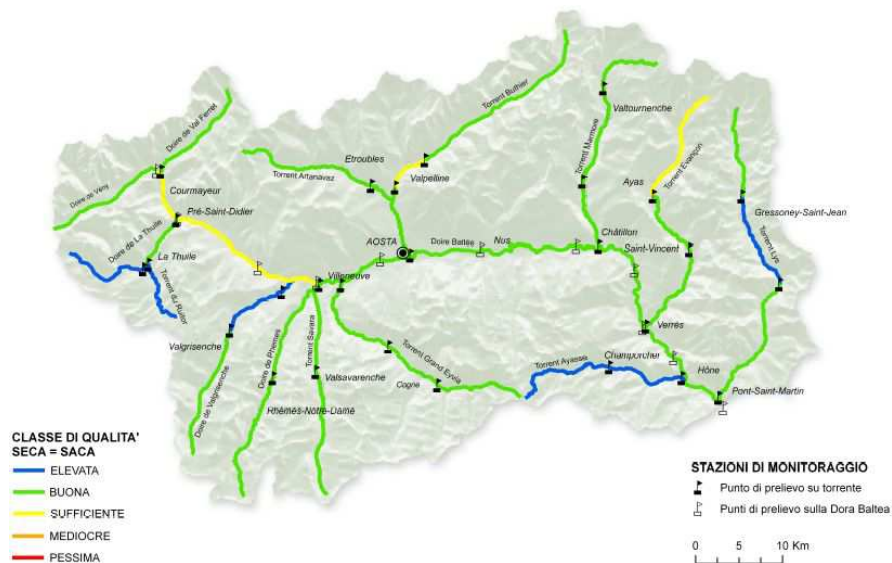 Doire de Val Ferret
Doire de Vény
Courmayeur
Pré-Saint-Didier
Doire de La Thuile
La Thuile
Torrent du Rutor
Torrent Artanavaz
Etroubles
Valpelline
Torrent Buthier
AOSTA
Doire Baltée
Nus
Villeneuve
Valgrisenche
Doire de Valgrisenche
Doire de Rhêmes
Rhêmes-Notre-Dame
Torrent Savara
Valsavarenche
Torrent Grand Eyvia
Cogne
Valtournenche
Torrent Marmore
Châtillon
Saint-Vincent
Ayas
Torrent Evançon
Verrès
Gressoney-Saint-Jean
Torrent Lys
Champorcher
Torrent Ayasse
Hône
Pont-Saint-Martin
CLASSE DI QUALITA'
SECA = SACA
ELEVATA
BUONA
SUFFICIENTE
MEDIOCRE
PESSIMA
STAZIONI DI MONITORAGGIO
Punto di prelievo su torrente
Punti di prelievo sulla Dora Baltea
0 5 10 Km